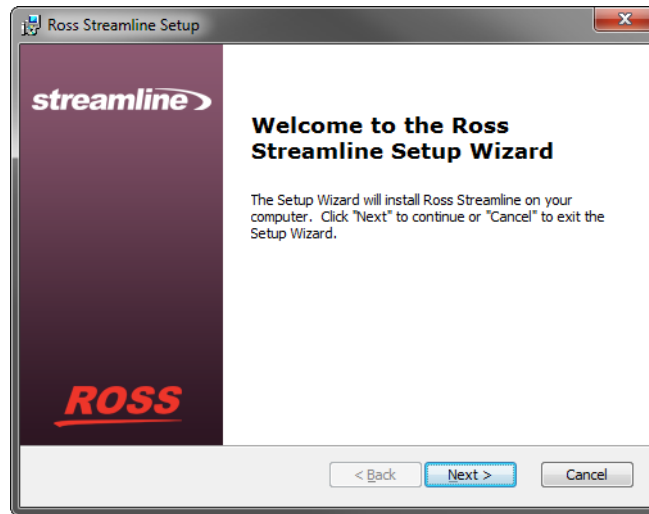 Ross Streamline Setup
streamline
Welcome to the Ross
Streamline Setup Wizard
The Setup Wizard will install Ross Streamline on your
computer. Click "Next" to continue or "Cancel" to exit the
Setup Wizard.
ROSS
< Back Next > Cancel